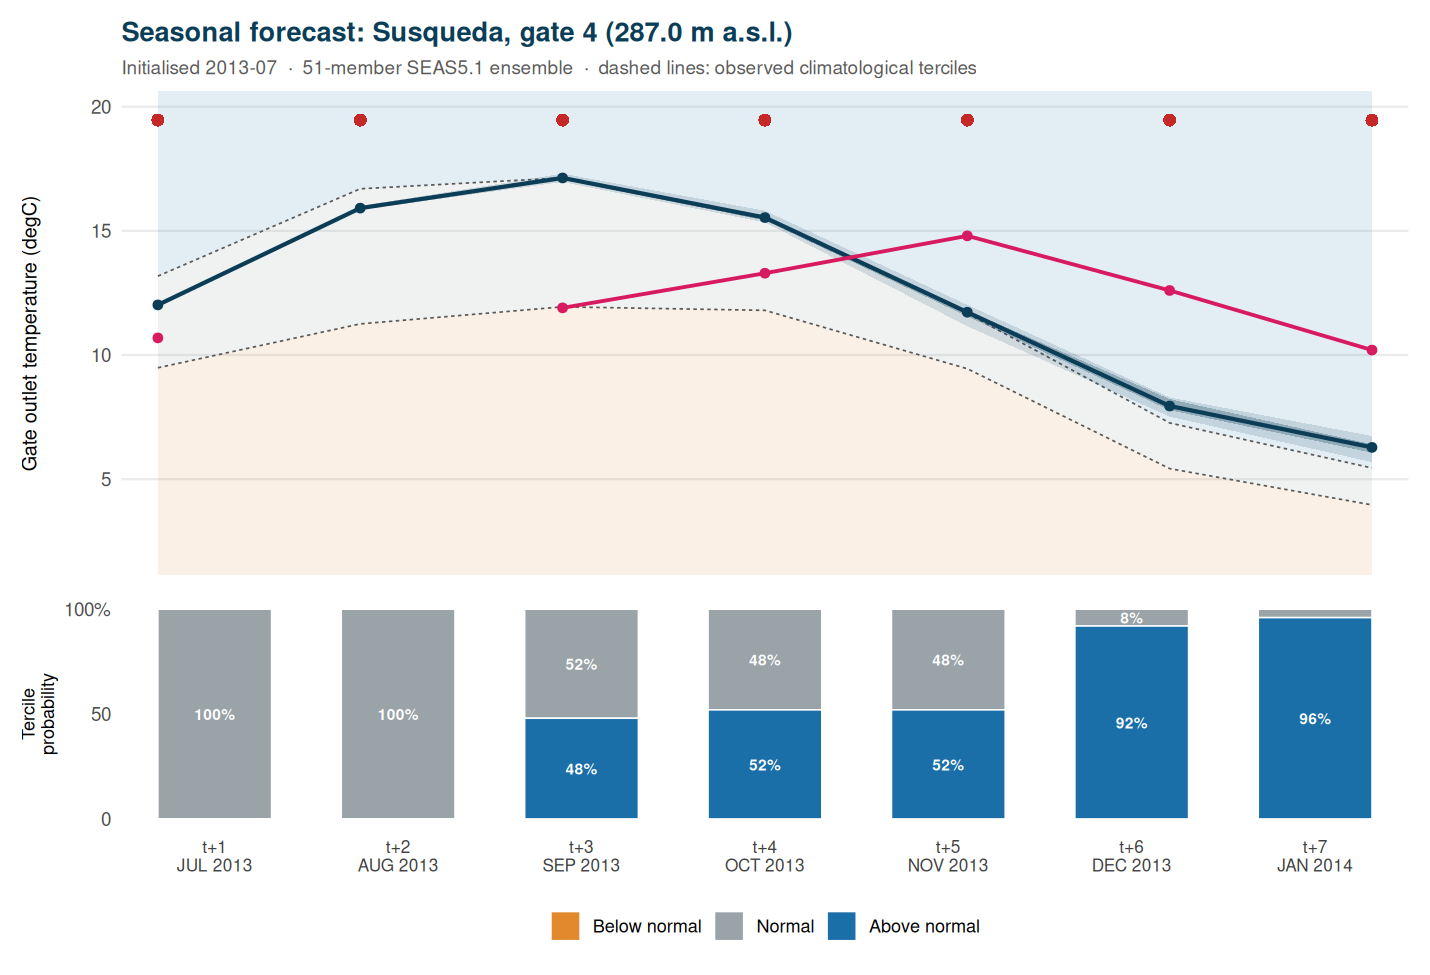 Seasonal forecast: Susqueda, gate 4 (287.0 m a.s.l.)
Initialised 2013-07 · 51-member SEAS5.1 ensemble · dashed lines: observed climatological terciles
Gate outlet temperature (degC)
20
15
10
5
Tercile
probability
100%
50
0
100%
100%
52%
48%
48%
52%
48%
52%
8%
92%
96%
t+1
JUL 2013
t+2
AUG 2013
t+3
SEP 2013
t+4
OCT 2013
t+5
NOV 2013
t+6
DEC 2013
t+7
JAN 2014
Below normal
Normal
Above normal